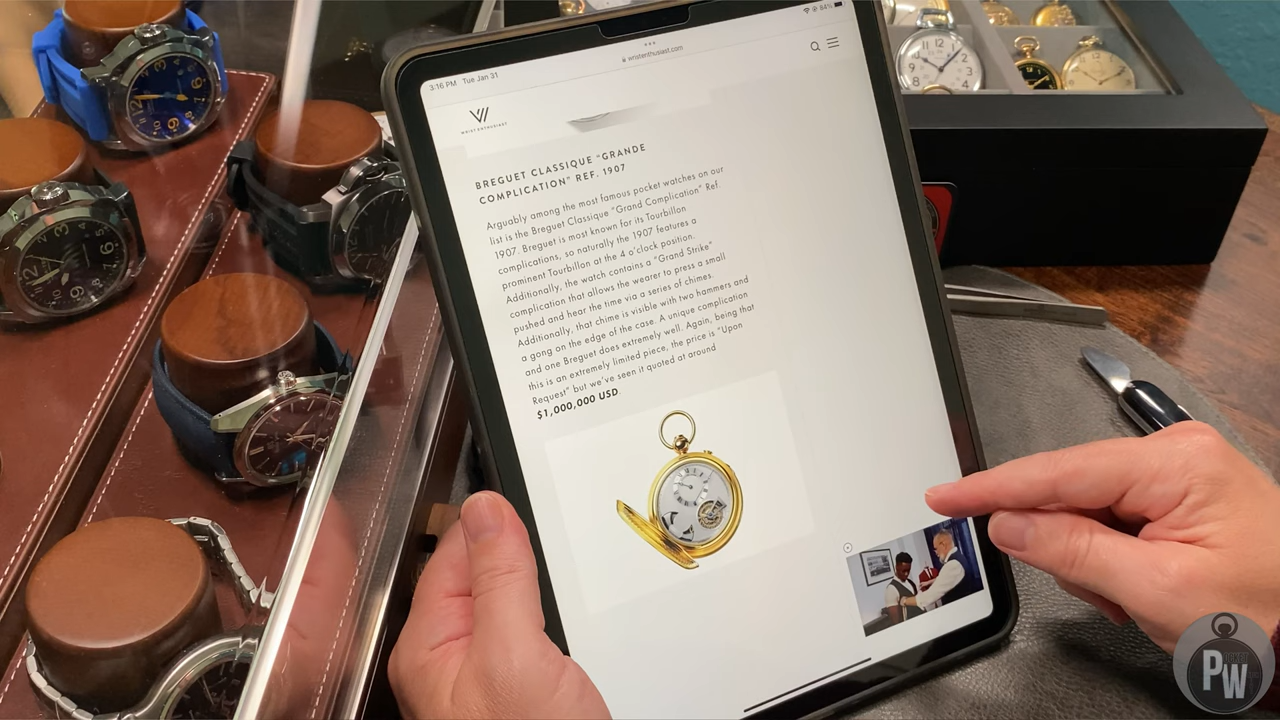 3:16 PM Tue Jan 31
wristenthusiast.com
84%
WRIST ENTHUSIAST
BREGUET CLASSIQUE "GRANDE
COMPLICATION" REF. 1907
Arguably among the most famous pocket watches on our
list is the Breguet Classique "Grand Complication" Ref
1907. Breguet is most known for its Tourbillon
complications, so naturally the 1907 features a
prominent Tourbillon at the 4 o'clock position.
Additionally, the watch contains a "Grand Strike"
complication that allows the wearer to press a small
pushed and hear the time via a series of chimes.
Additionally, that chime is visible with two hammers and
a gong on the edge of the case. A unique complication
and one Breguet does extremely well. Again, being that
this is an extremely limited piece, the price is "Upon
Request" but we've seen it quoted at around
$1,000,000 USD.
POCKET
PW